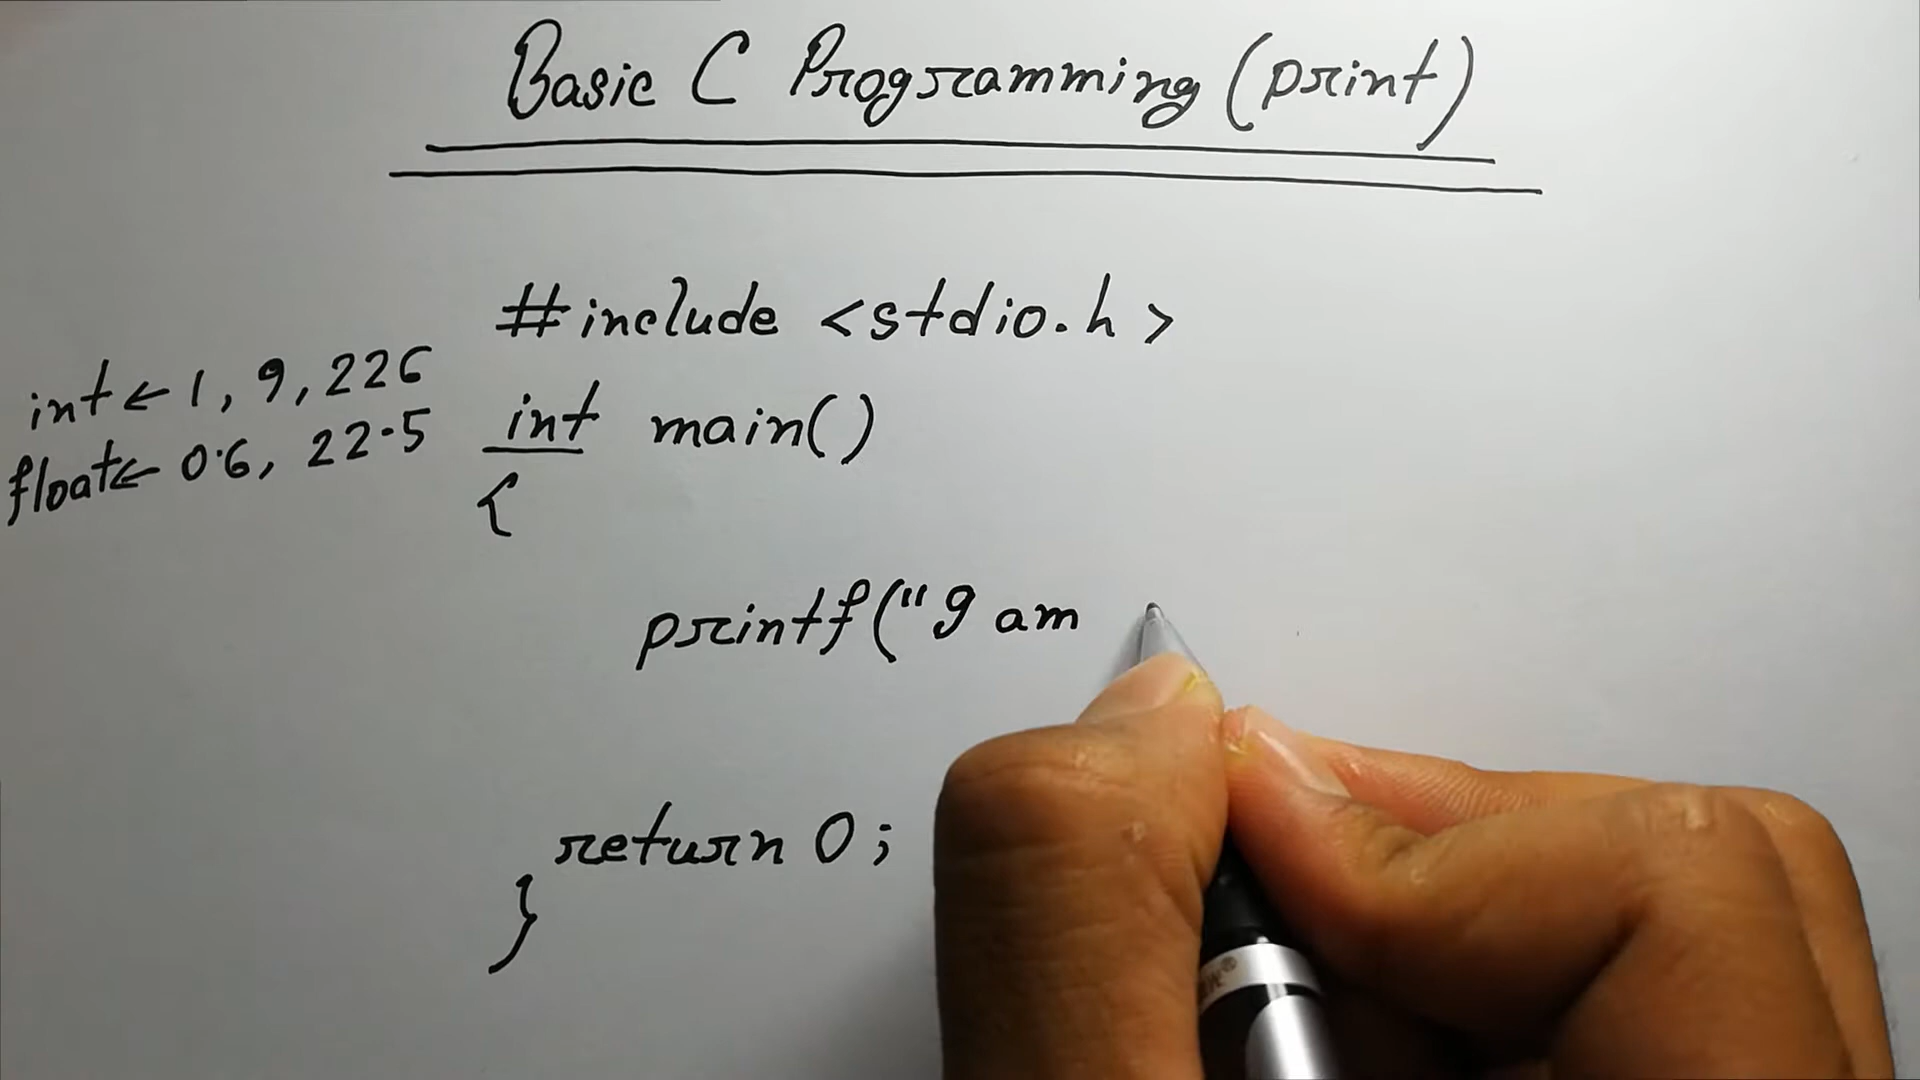 Basic C Programming (print)
#include <stdio.h>
int ← 1, 9, 226
float ← 0.6, 22.5
int main()
{
printf("I am
return 0;
}